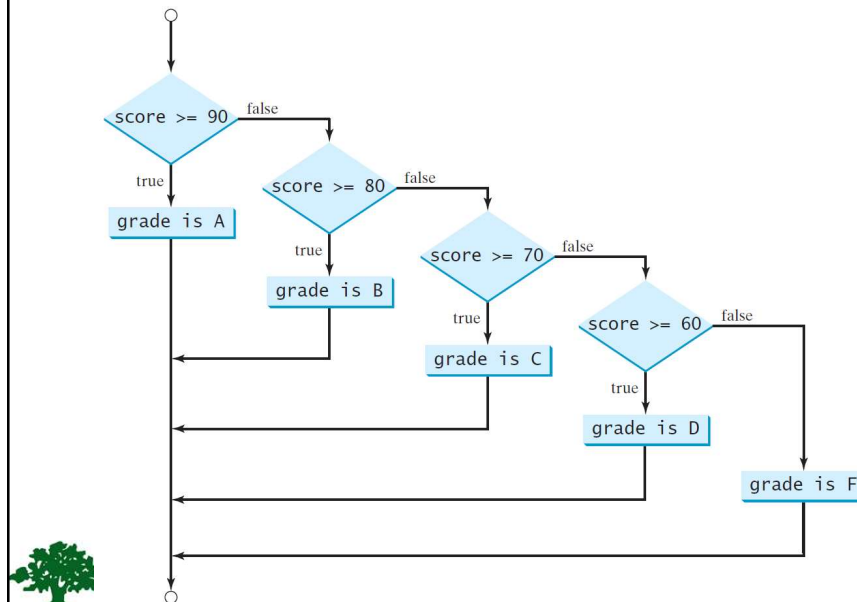 score >= 90
false
true
grade is A
score >= 80
false
true
grade is B
score >= 70
false
true
grade is C
score >= 60
false
true
grade is D
grade is F